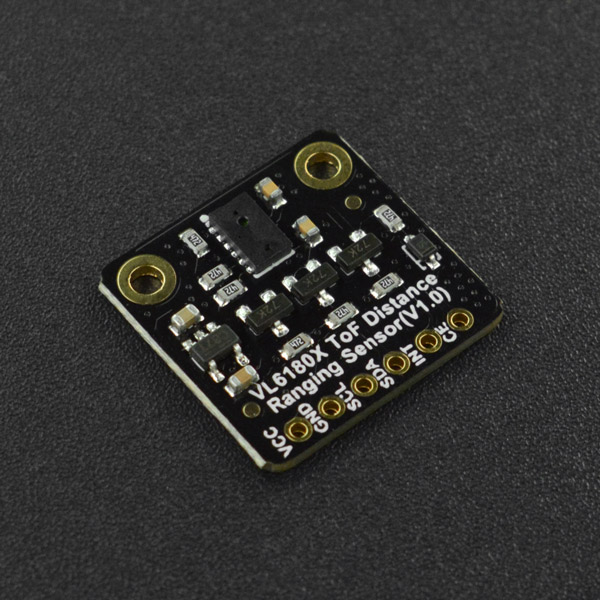 VL6180X ToF Distance
Ranging Sensor(V1.0)
VCC
GND
SCL
SDA
INT
CE